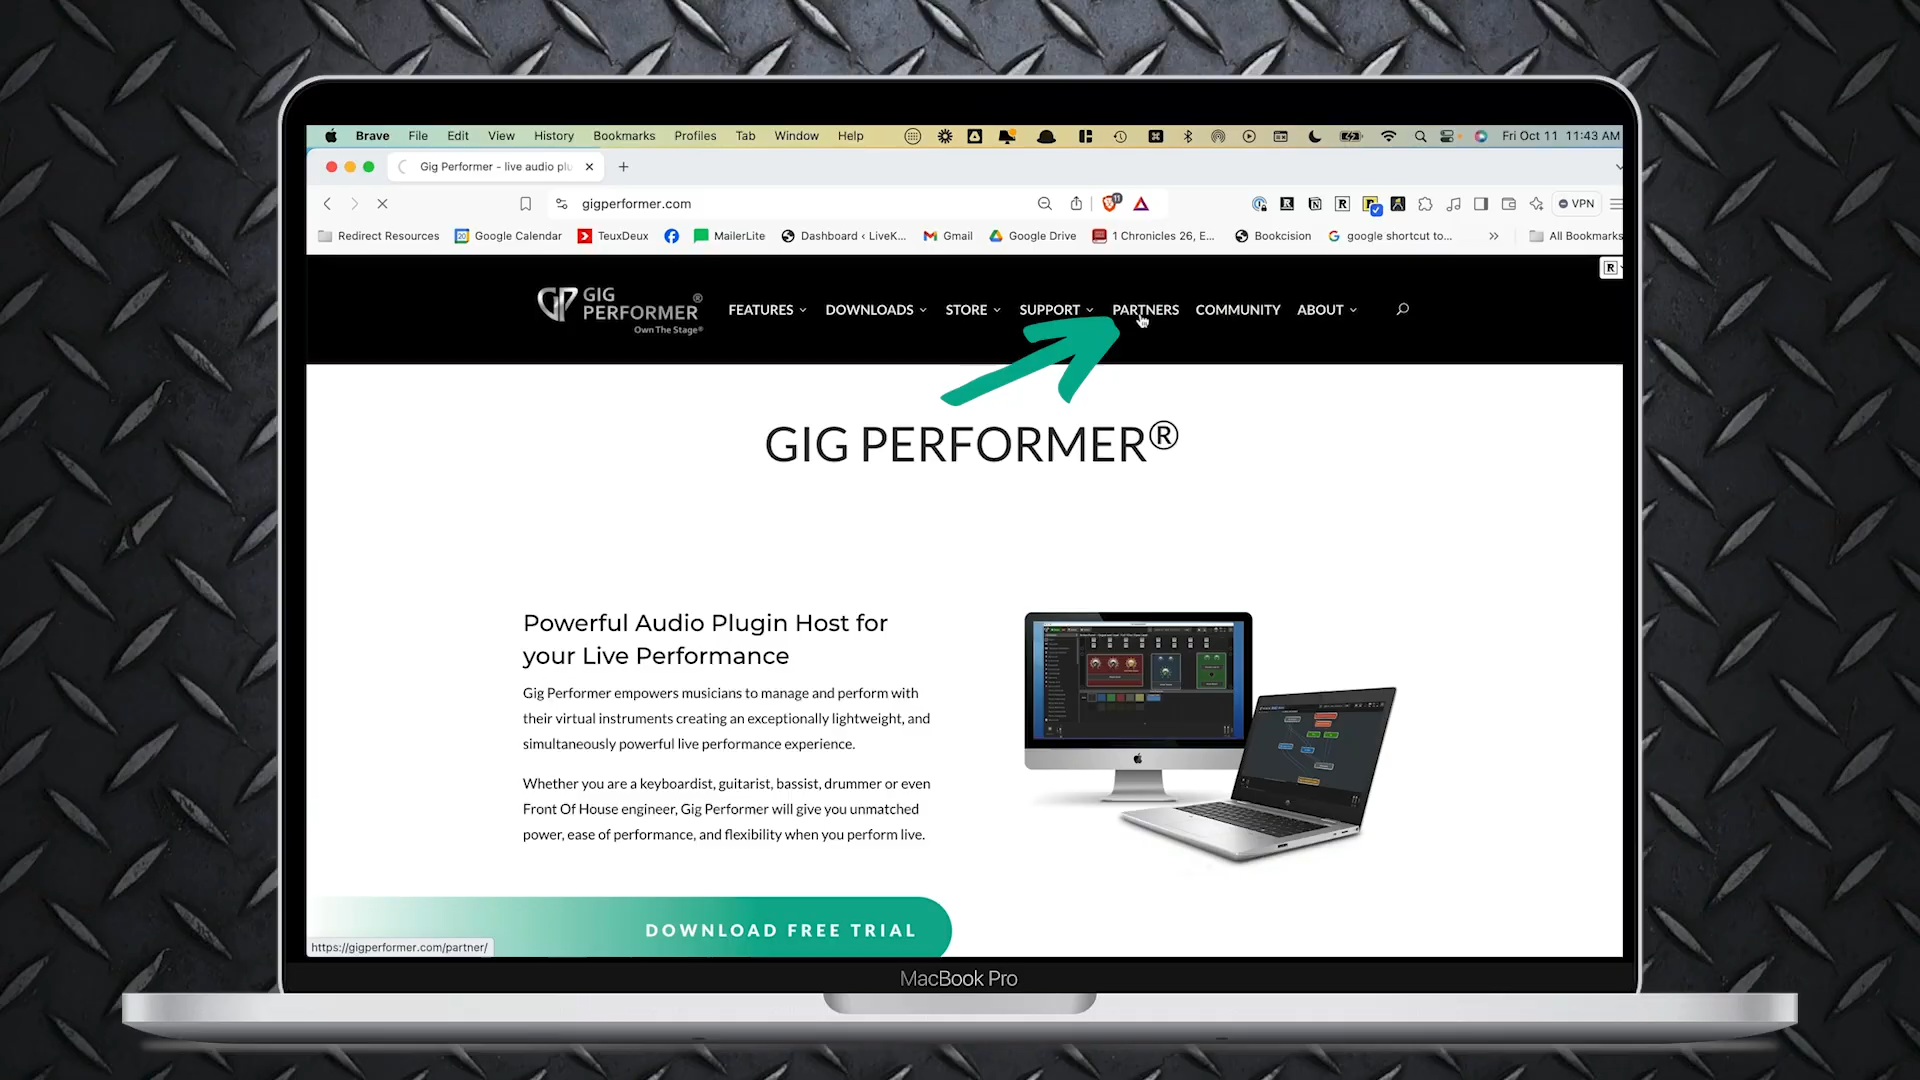 Brave File Edit View History Bookmarks Profiles Tab Window Help Fri Oct 11 11:43 AM
Gig Performer - live audio plu
gigperformer.com VPN
Redirect Resources Google Calendar TeuxDeux MailerLite Dashboard ‹ LiveK... Gmail Google Drive 1 Chronicles 26, E... Bookcision google shortcut to... All Bookmarks
GIG
PERFORMER®
Own The Stage®
FEATURES DOWNLOADS STORE SUPPORT PARTNERS COMMUNITY ABOUT
GIG PERFORMER®
Powerful Audio Plugin Host for
your Live Performance
Gig Performer empowers musicians to manage and perform with
their virtual instruments creating an exceptionally lightweight, and
simultaneously powerful live performance experience.
Whether you are a keyboardist, guitarist, bassist, drummer or even
Front Of House engineer, Gig Performer will give you unmatched
power, ease of performance, and flexibility when you perform live.
DOWNLOAD FREE TRIAL
https://gigperformer.com/partner/
MacBook Pro